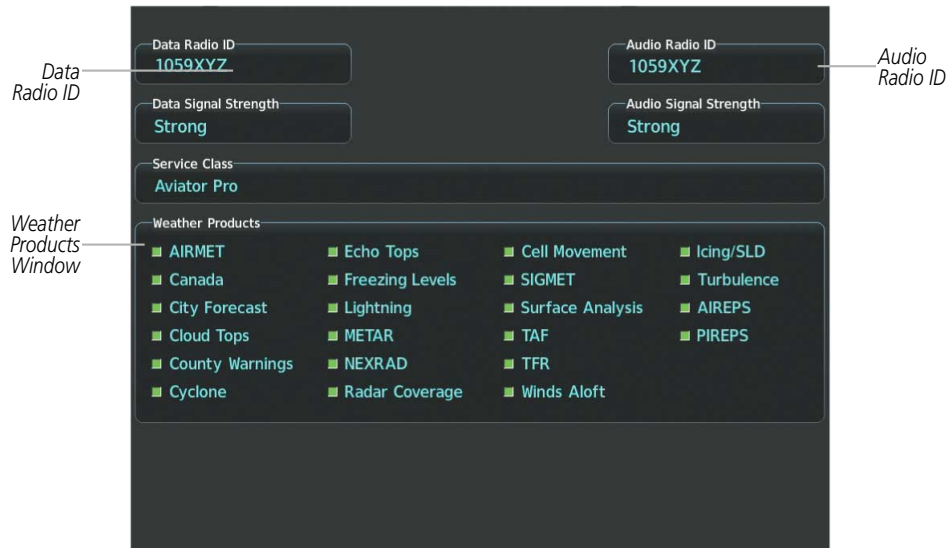 Data Radio ID
1059XYZ
Audio Radio ID
1059XYZ
Data
Radio ID
Audio
Radio ID
Data Signal Strength
Strong
Audio Signal Strength
Strong
Service Class
Aviator Pro
Weather
Products
Window
Weather Products
AIRMET
Canada
City Forecast
Cloud Tops
County Warnings
Cyclone
Echo Tops
Freezing Levels
Lightning
METAR
NEXRAD
Radar Coverage
Cell Movement
SIGMET
Surface Analysis
TAF
TFR
Winds Aloft
Icing/SLD
Turbulence
AIREPS
PIREPS